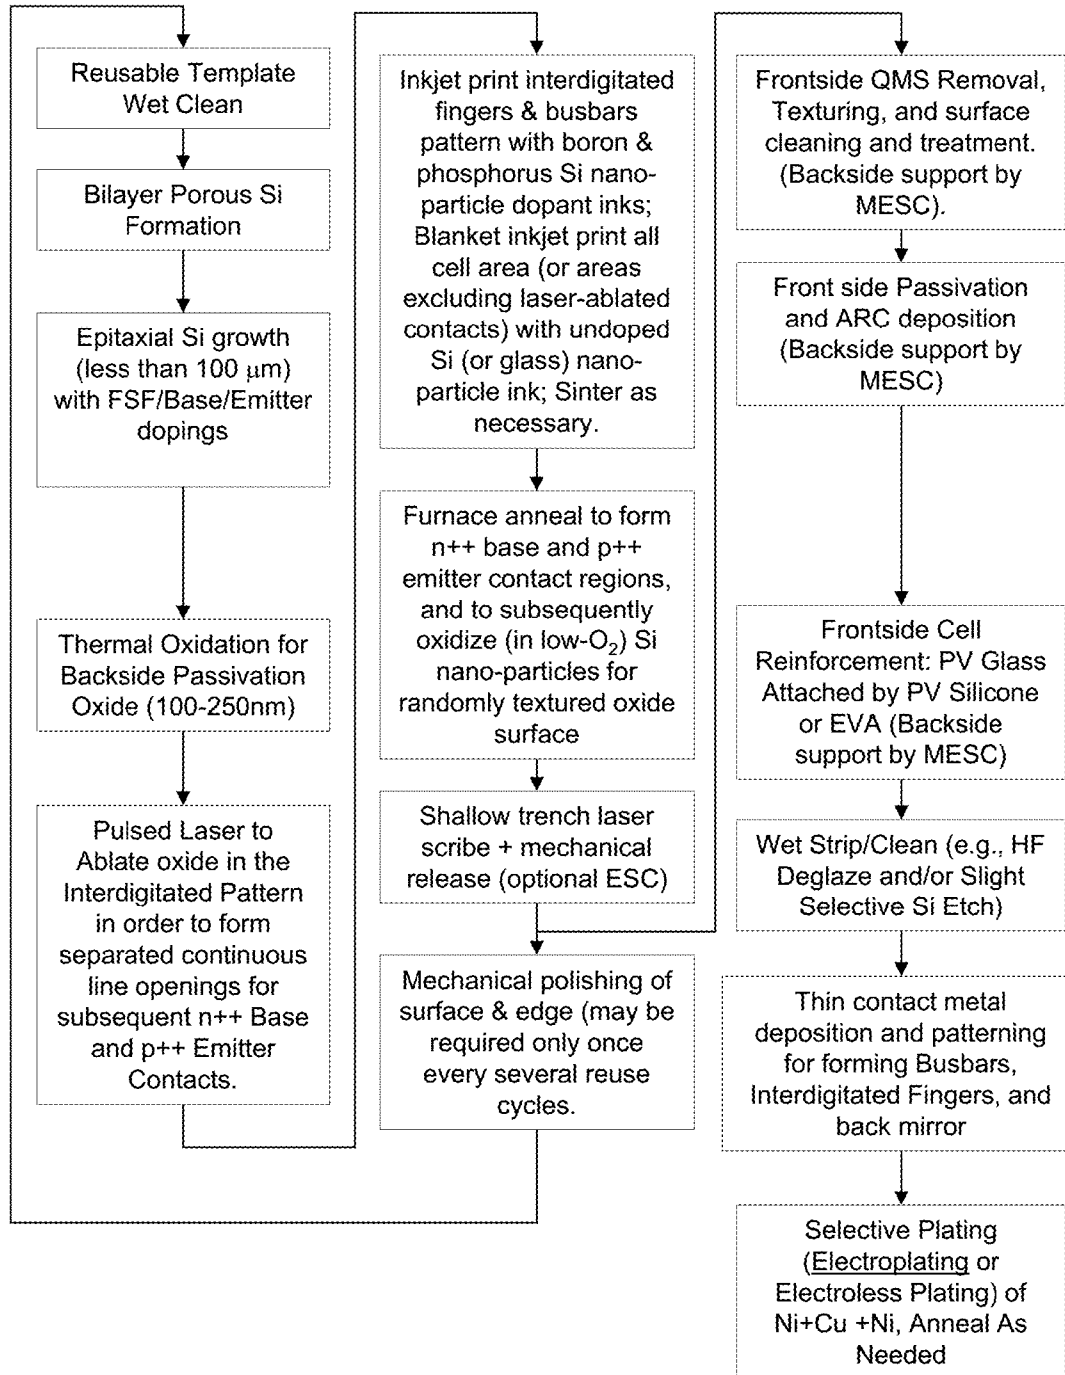 Reusable Template
Wet Clean
Bilayer Porous Si
Formation
Epitaxial Si growth
(less than 100 μm)
with FSF/Base/Emitter
dopings
Thermal Oxidation for
Backside Passivation
Oxide (100-250nm)
Pulsed Laser to
Ablate oxide in the
Interdigitated Pattern
in order to form
separated continuous
line openings for
subsequent n++ Base
and p++ Emitter
Contacts.
Inkjet print interdigitated
fingers & busbars
pattern with boron &
phosphorus Si nano-
particle dopant inks;
Blanket inkjet print all
cell area (or areas
excluding laser-ablated
contacts) with undoped
Si (or glass) nano-
particle ink; Sinter as
necessary.
Furnace anneal to form
n++ base and p++
emitter contact regions,
and to subsequently
oxidize (in low-O₂) Si
nano-particles for
randomly textured oxide
surface
Shallow trench laser
scribe + mechanical
release (optional ESC)
Mechanical polishing of
surface & edge (may be
required only once
every several reuse
cycles.
Frontside QMS Removal,
Texturing, and surface
cleaning and treatment.
(Backside support by
MESC).
Front side Passivation
and ARC deposition
(Backside support by
MESC)
Frontside Cell
Reinforcement: PV Glass
Attached by PV Silicone
or EVA (Backside
support by MESC)
Wet Strip/Clean (e.g., HF
Deglaze and/or Slight
Selective Si Etch)
Thin contact metal
deposition and patterning
for forming Busbars,
Interdigitated Fingers, and
back mirror
Selective Plating
(Electroplating or
Electroless Plating) of
Ni+Cu +Ni, Anneal As
Needed